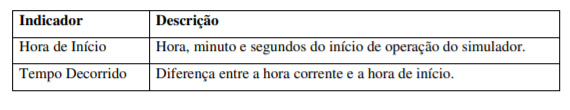 Indicador Descrição
Hora de Início Hora, minuto e segundos do início de operação do simulador.
Tempo Decorrido Diferença entre a hora corrente e a hora de início.